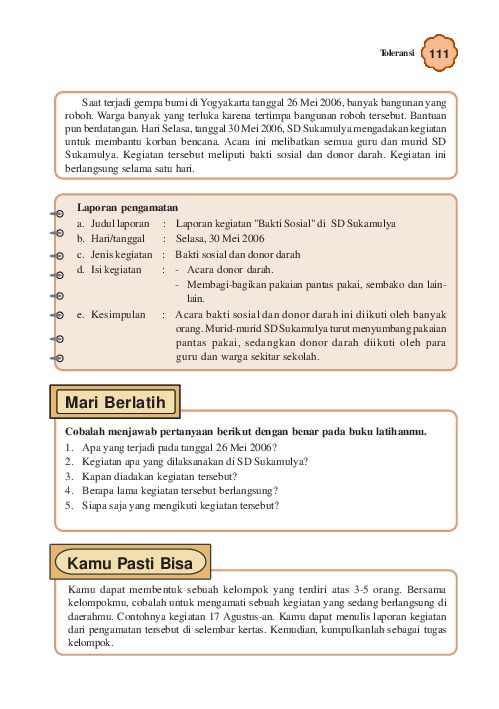 Toleransi 111
Saat terjadi gempa bumi di Yogyakarta tanggal 26 Mei 2006, banyak bangunan yang
roboh. Warga banyak yang terluka karena tertimpa bangunan roboh tersebut. Bantuan
pun berdatangan. Hari Selasa, tanggal 30 Mei 2006, SD Sukamulya mengadakan kegiatan
untuk membantu korban bencana. Acara ini melibatkan semua guru dan murid SD
Sukamulya. Kegiatan tersebut meliputi bakti sosial dan donor darah. Kegiatan ini
berlangsung selama satu hari.
Laporan pengamatan
a. Judul laporan : Laporan kegiatan "Bakti Sosial" di SD Sukamulya
b. Hari/tanggal : Selasa, 30 Mei 2006
c. Jenis kegiatan : Bakti sosial dan donor darah
d. Isi kegiatan : - Acara donor darah.
- Membagi-bagikan pakaian pantas pakai, sembako dan lain-
lain.
e. Kesimpulan : Acara bakti sosial dan donor darah ini diikuti oleh banyak
orang. Murid-murid SD Sukamulya turut menyumbang pakaian
pantas pakai, sedangkan donor darah diikuti oleh para
guru dan warga sekitar sekolah.
Mari Berlatih
Cobalah menjawab pertanyaan berikut dengan benar pada buku latihanmu.
1. Apa yang terjadi pada tanggal 26 Mei 2006?
2. Kegiatan apa yang dilaksanakan di SD Sukamulya?
3. Kapan diadakan kegiatan tersebut?
4. Berapa lama kegiatan tersebut berlangsung?
5. Siapa saja yang mengikuti kegiatan tersebut?
Kamu Pasti Bisa
Kamu dapat membentuk sebuah kelompok yang terdiri atas 3-5 orang. Bersama
kelompokmu, cobalah untuk mengamati sebuah kegiatan yang sedang berlangsung di
daerahmu. Contohnya kegiatan 17 Agustus-an. Kamu dapat menulis laporan kegiatan
dari pengamatan tersebut di selembar kertas. Kemudian, kumpulkanlah sebagai tugas
kelompok.